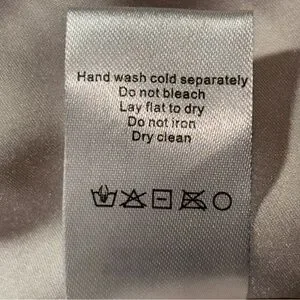 Hand wash cold separately
Do not bleach
Lay flat to dry
Do not iron
Dry clean